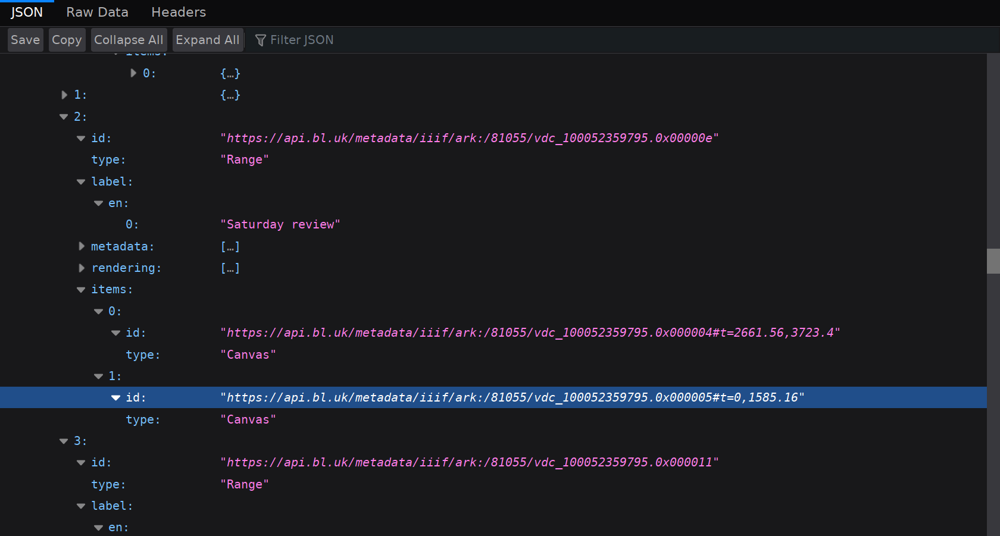 JSON Raw Data Headers
Save Copy Collapse All Expand All Filter JSON
items:
0: {…}
1: {…}
2:
id: "https://api.bl.uk/metadata/iiif/ark:/81055/vdc_100052359795.0x00000e"
type: "Range"
label:
en:
0: "Saturday review"
metadata: […]
rendering: […]
items:
0:
id: "https://api.bl.uk/metadata/iiif/ark:/81055/vdc_100052359795.0x000004#t=2661.56,3723.4"
type: "Canvas"
1:
id: "https://api.bl.uk/metadata/iiif/ark:/81055/vdc_100052359795.0x000005#t=0,1585.16"
type: "Canvas"
3:
id: "https://api.bl.uk/metadata/iiif/ark:/81055/vdc_100052359795.0x000011"
type: "Range"
label:
en: